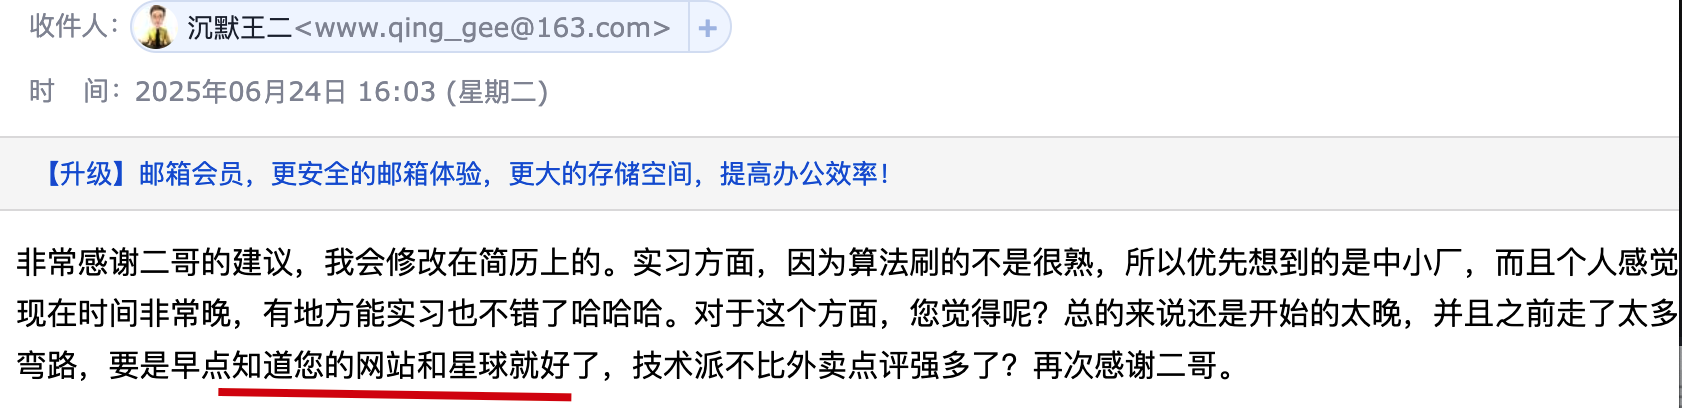 收件人： 沉默王二<www.qing_gee@163.com> +
时 间： 2025年06月24日 16:03 (星期二)
【升级】邮箱会员，更安全的邮箱体验，更大的存储空间，提高办公效率！
非常感谢二哥的建议，我会修改在简历上的。实习方面，因为算法刷的不是很熟，所以优先想到的是中小厂，而且个人感觉
现在时间非常晚，有地方能实习也不错了哈哈哈。对于这个方面，您觉得呢？总的来说还是开始的太晚，并且之前走了太多
弯路，要是早点知道您的网站和星球就好了，技术派不比外卖点评强多了？再次感谢二哥。